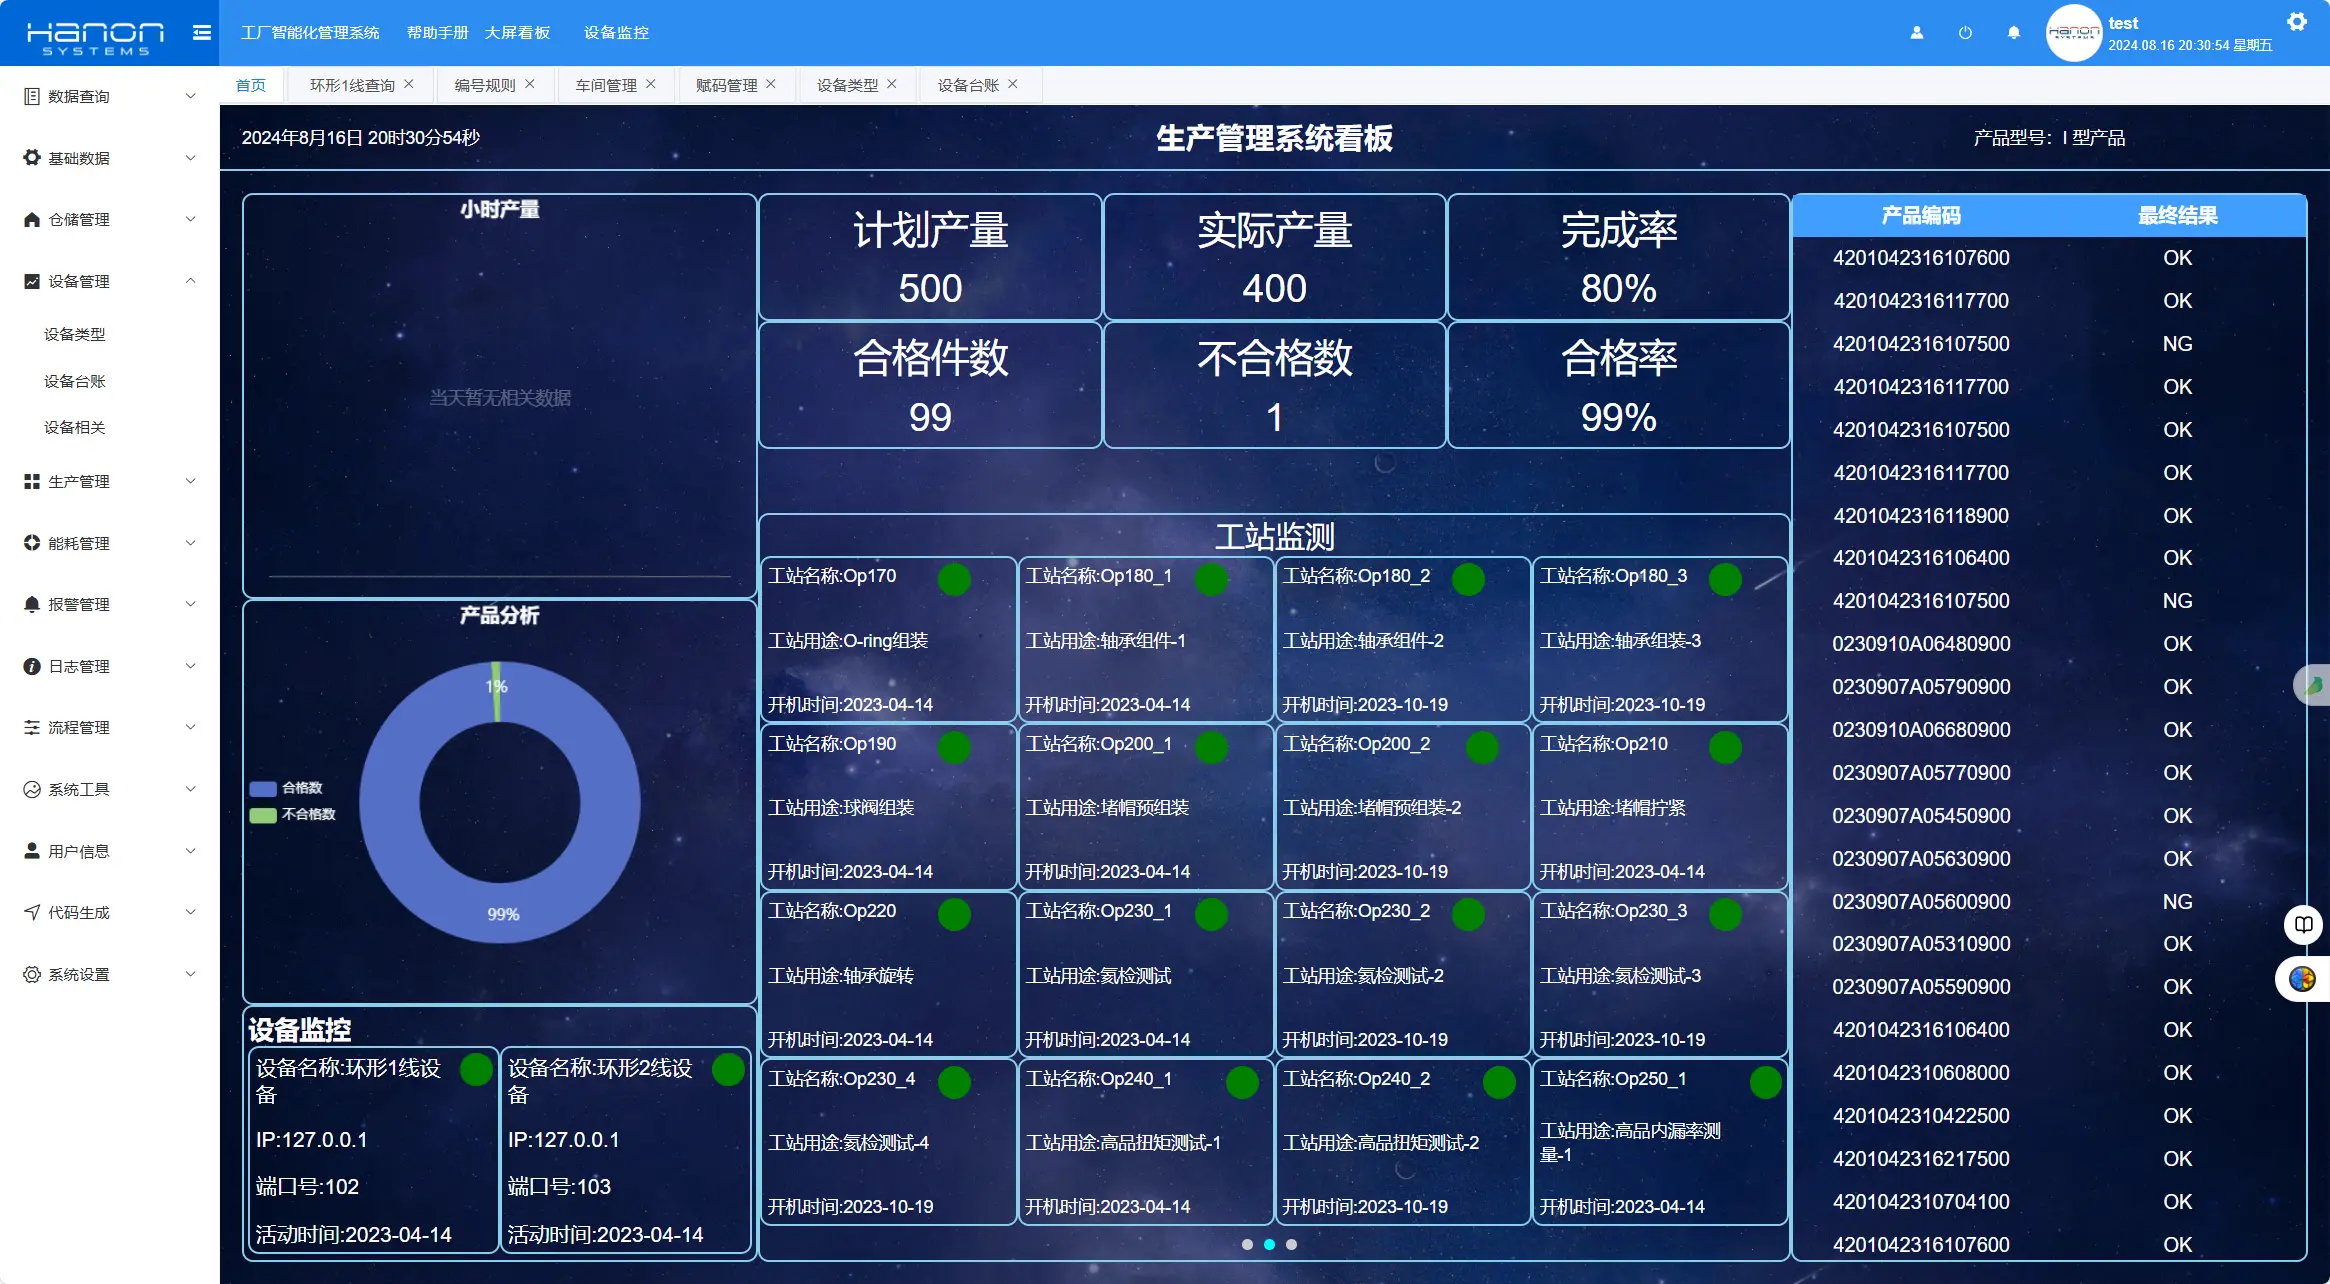 Hanon
SYSTEMS
工厂智能化管理系统 帮助手册 大屏看板 设备监控
test
2024.08.16 20:30:54 星期五
首页 环形1线查询 编号规则 车间管理 赋码管理 设备类型 设备台账
数据查询
基础数据
仓储管理
设备管理
设备类型
设备台账
设备相关
生产管理
能耗管理
报警管理
日志管理
流程管理
系统工具
用户信息
代码生成
系统设置
2024年8月16日 20时30分54秒
生产管理系统看板
产品型号：I 型产品
小时产量
当天暂无相关数据
产品分析
1%
合格数
不合格数
99%
设备监控
设备名称:环形1线设
备
IP:127.0.0.1
端口号:102
活动时间:2023-04-14
设备名称:环形2线设
备
IP:127.0.0.1
端口号:103
活动时间:2023-04-14
计划产量 实际产量 完成率
500 400 80%
合格件数 不合格数 合格率
99 1 99%
工站监测
工站名称:Op170 工站名称:Op180_1 工站名称:Op180_2 工站名称:Op180_3
工站用途:O-ring组装 工站用途:轴承组件-1 工站用途:轴承组件-2 工站用途:轴承组装-3
开机时间:2023-04-14 开机时间:2023-04-14 开机时间:2023-10-19 开机时间:2023-10-19
工站名称:Op190 工站名称:Op200_1 工站名称:Op200_2 工站名称:Op210
工站用途:球阀组装 工站用途:堵帽预组装 工站用途:堵帽预组装-2 工站用途:堵帽拧紧
开机时间:2023-04-14 开机时间:2023-04-14 开机时间:2023-10-19 开机时间:2023-04-14
工站名称:Op220 工站名称:Op230_1 工站名称:Op230_2 工站名称:Op230_3
工站用途:轴承旋转 工站用途:氦检测试 工站用途:氦检测试-2 工站用途:氦检测试-3
开机时间:2023-04-14 开机时间:2023-04-14 开机时间:2023-10-19 开机时间:2023-10-19
工站名称:Op230_4 工站名称:Op240_1 工站名称:Op240_2 工站名称:Op250_1
工站用途:氦检测试-4 工站用途:高品扭矩测试-1 工站用途:高品扭矩测试-2 工站用途:高品内漏率测
量-1
开机时间:2023-10-19 开机时间:2023-04-14 开机时间:2023-10-19 开机时间:2023-04-14
产品编码 最终结果
4201042316107600 OK
4201042316117700 OK
4201042316107500 NG
4201042316117700 OK
4201042316107500 OK
4201042316117700 OK
4201042316118900 OK
4201042316106400 OK
4201042316107500 NG
0230910A06480900 OK
0230907A05790900 OK
0230910A06680900 OK
0230907A05770900 OK
0230907A05450900 OK
0230907A05630900 OK
0230907A05600900 NG
0230907A05310900 OK
0230907A05590900 OK
4201042316106400 OK
4201042310608000 OK
4201042310422500 OK
4201042316217500 OK
4201042310704100 OK
4201042316107600 OK